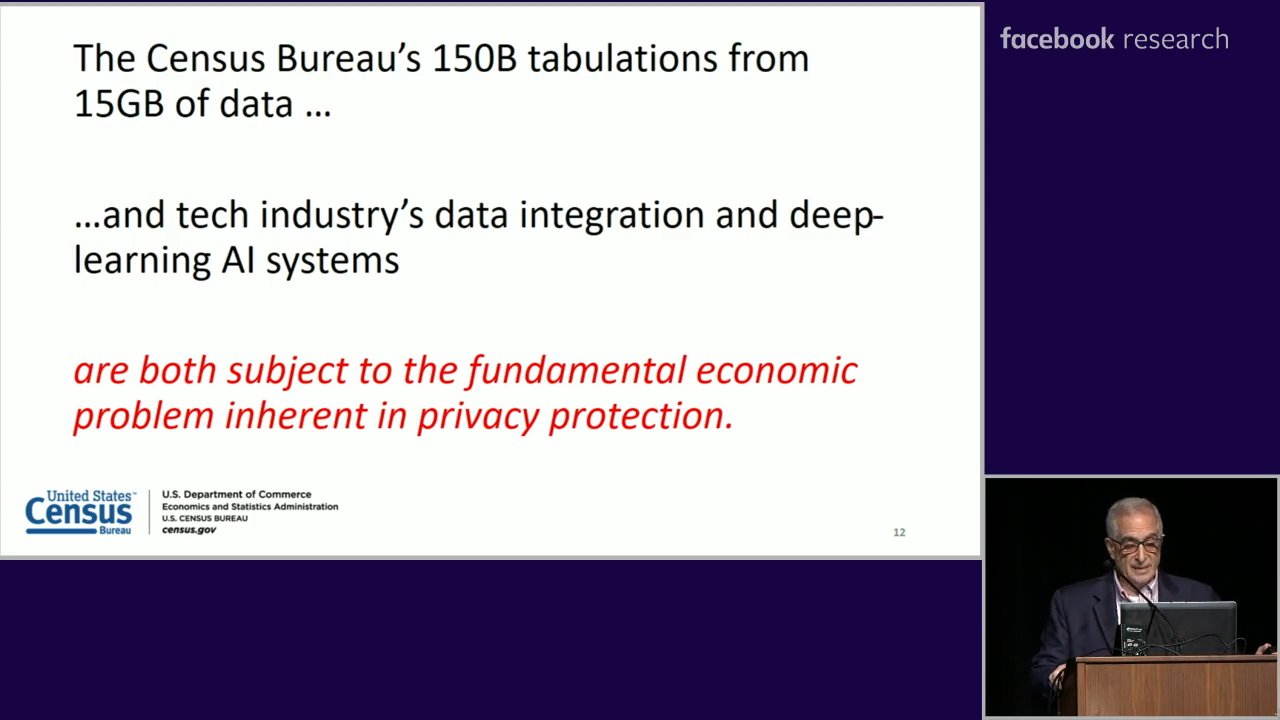 The Census Bureau's 150B tabulations from
15GB of data …
…and tech industry's data integration and deep-
learning AI systems
are both subject to the fundamental economic
problem inherent in privacy protection.
United States™
Census
Bureau
U.S. Department of Commerce
Economics and Statistics Administration
U.S. CENSUS BUREAU
census.gov
12
facebook research